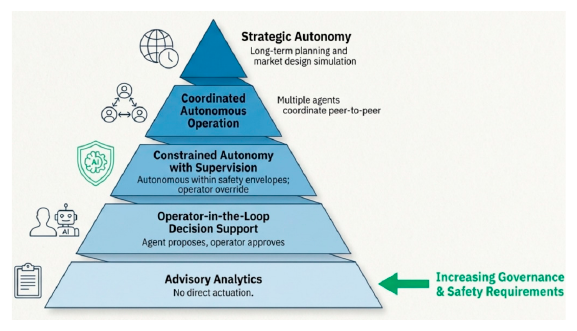 Strategic Autonomy
Long-term planning and
market design simulation
Coordinated
Autonomous
Operation
Multiple agents
coordinate peer-to-peer
AI
Constrained Autonomy
with Supervision
Autonomous within safety envelopes;
operator override
AI
Operator-in-the-Loop
Decision Support
Agent proposes, operator approves
Advisory Analytics
No direct actuation.
Increasing Governance
& Safety Requirements